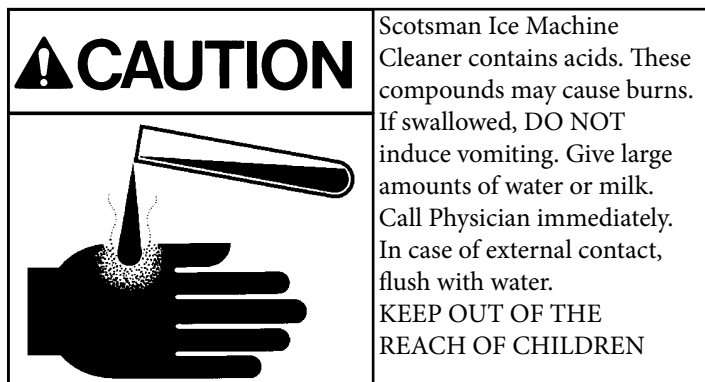 CAUTION
Scotsman Ice Machine
Cleaner contains acids. These
compounds may cause burns.
If swallowed, DO NOT
induce vomiting. Give large
amounts of water or milk.
Call Physician immediately.
In case of external contact,
flush with water.
KEEP OUT OF THE
REACH OF CHILDREN